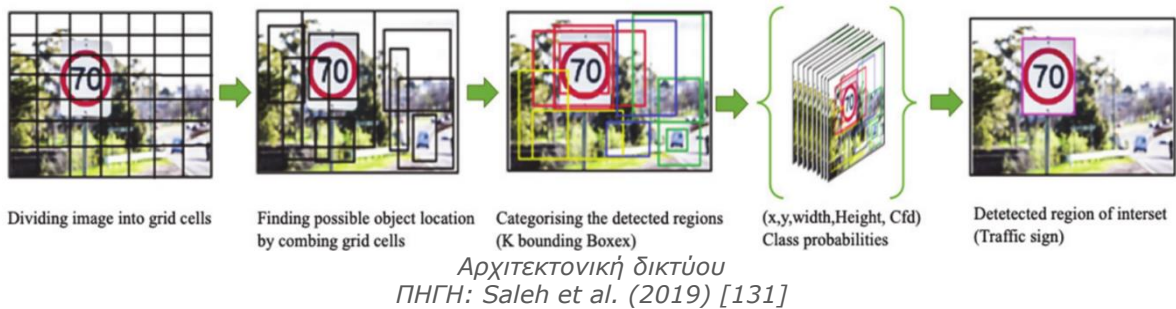 70
70
70
70
70
Dividing image into grid cells
Finding possible object location
by combing grid cells
Categorising the detected regions
(K bounding Boxex)
(x,y,width,Height, Cfd)
Class probabilities
Detetected region of interset
(Traffic sign)
Αρχιτεκτονική δικτύου
ΠΗΓΗ: Saleh et al. (2019) [131]